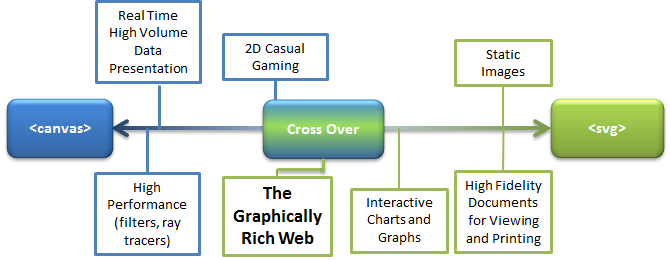 Real Time
High Volume
Data
Presentation
2D Casual
Gaming
Static
Images
<canvas>
Cross Over
<svg>
High
Performance
(filters, ray
tracers)
The
Graphically
Rich Web
Interactive
Charts and
Graphs
High Fidelity
Documents
for Viewing
and Printing